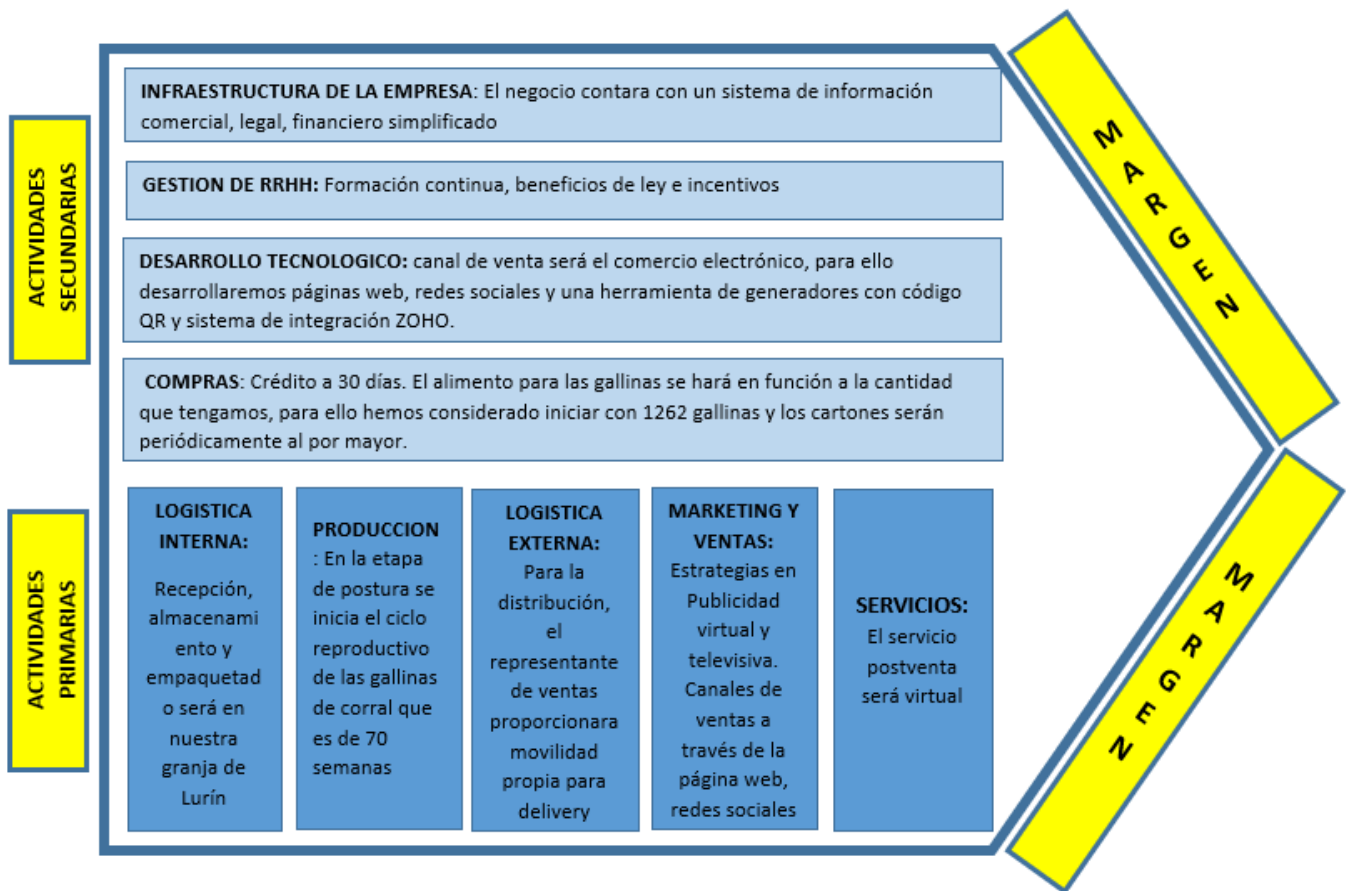 ACTIVIDADES
SECUNDARIAS
INFRAESTRUCTURA DE LA EMPRESA: El negocio contara con un sistema de información
comercial, legal, financiero simplificado
GESTION DE RRHH: Formación continua, beneficios de ley e incentivos
DESARROLLO TECNOLOGICO: canal de venta será el comercio electrónico, para ello
desarrollaremos páginas web, redes sociales y una herramienta de generadores con código
QR y sistema de integración ZOHO.
COMPRAS: Crédito a 30 días. El alimento para las gallinas se hará en función a la cantidad
que tengamos, para ello hemos considerado iniciar con 1262 gallinas y los cartones serán
periódicamente al por mayor.
MARGEN
ACTIVIDADES
PRIMARIAS
LOGISTICA
INTERNA:
Recepción,
almacenami
ento y
empaquetad
o será en
nuestra
granja de
Lurín
PRODUCCION
: En la etapa
de postura se
inicia el ciclo
reproductivo
de las gallinas
de corral que
es de 70
semanas
LOGISTICA
EXTERNA:
Para la
distribución,
el
representante
de ventas
proporcionara
movilidad
propia para
delivery
MARKETING Y
VENTAS:
Estrategias en
Publicidad
virtual y
televisiva.
Canales de
ventas a
través de la
página web,
redes sociales
SERVICIOS:
El servicio
postventa
será virtual
MARGEN